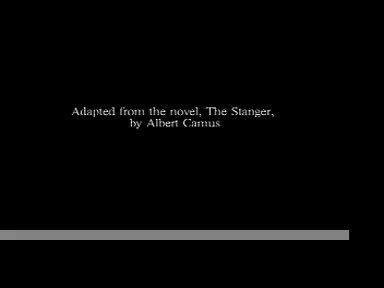 Adapted from the novel, The Stanger,
by Albert Camus